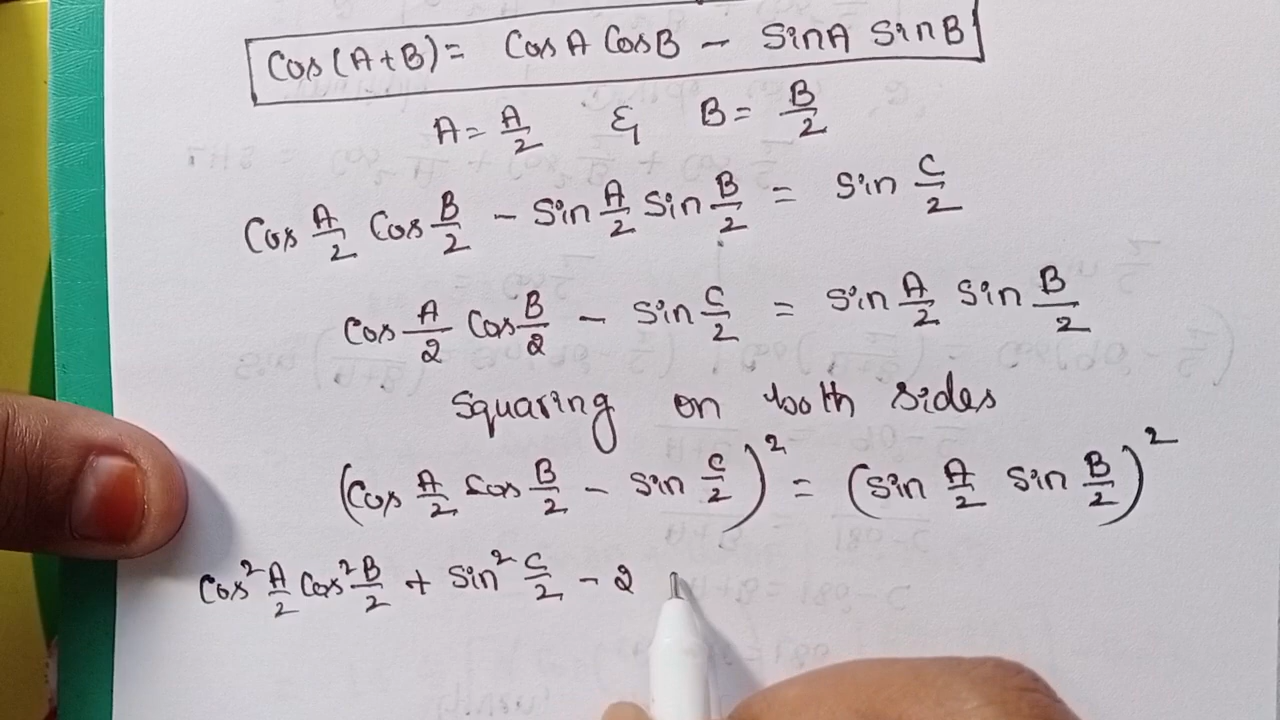 Cos(A+B)= CosA CosB - SinA SinB
A= A/2 & B= B/2
Cos A/2 Cos B/2 - Sin A/2 Sin B/2 = Sin C/2
Cos A/2 Cos B/2 - Sin C/2 = Sin A/2 Sin B/2
Squaring on both sides
(Cos A/2 Cos B/2 - Sin C/2)² = (Sin A/2 Sin B/2)²
Cos² A/2 Cos² B/2 + Sin² C/2 - 2